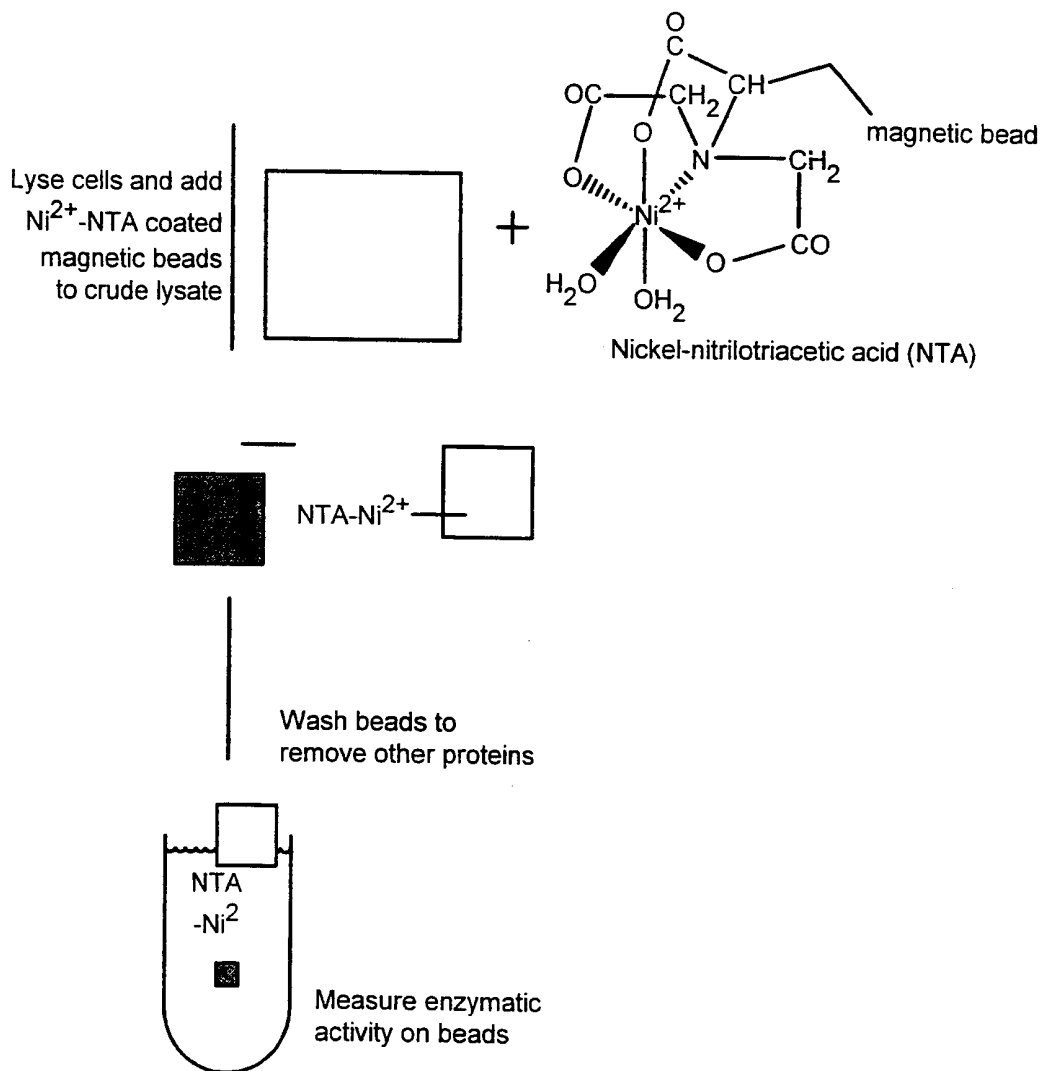 O
C
OC
CH2
CH
magnetic bead
O
N
CH2
Lyse cells and add
Ni2+-NTA coated
magnetic beads
to crude lysate
+
O
Ni2+
O
CO
H2O
OH2
Nickel-nitrilotriacetic acid (NTA)
NTA-Ni2+
Wash beads to
remove other proteins
NTA
-Ni2
Measure enzymatic
activity on beads